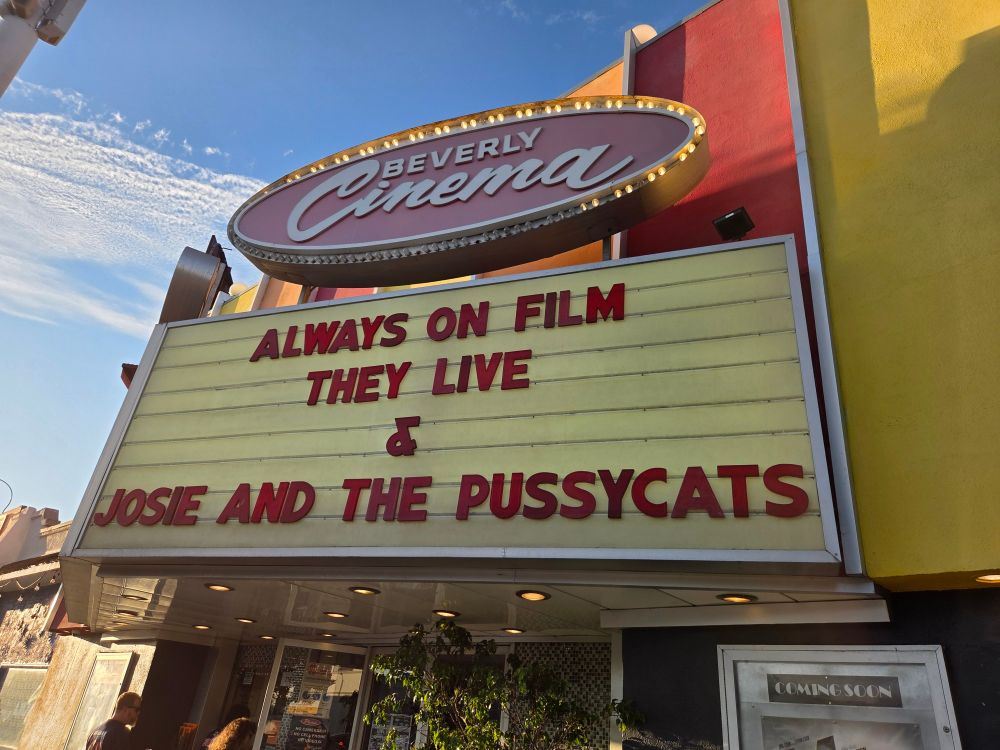 BEVERLY
Cinema
ALWAYS ON FILM
THEY LIVE
&
JOSIE AND THE PUSSYCATS
COMING SOON